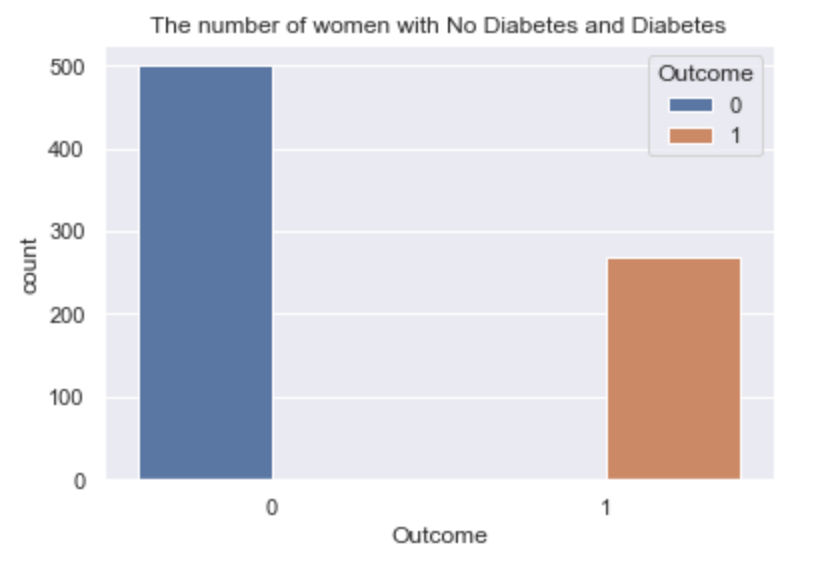 The number of women with No Diabetes and Diabetes
500
400
300
200
100
0
count
0
1
Outcome
Outcome
0
1